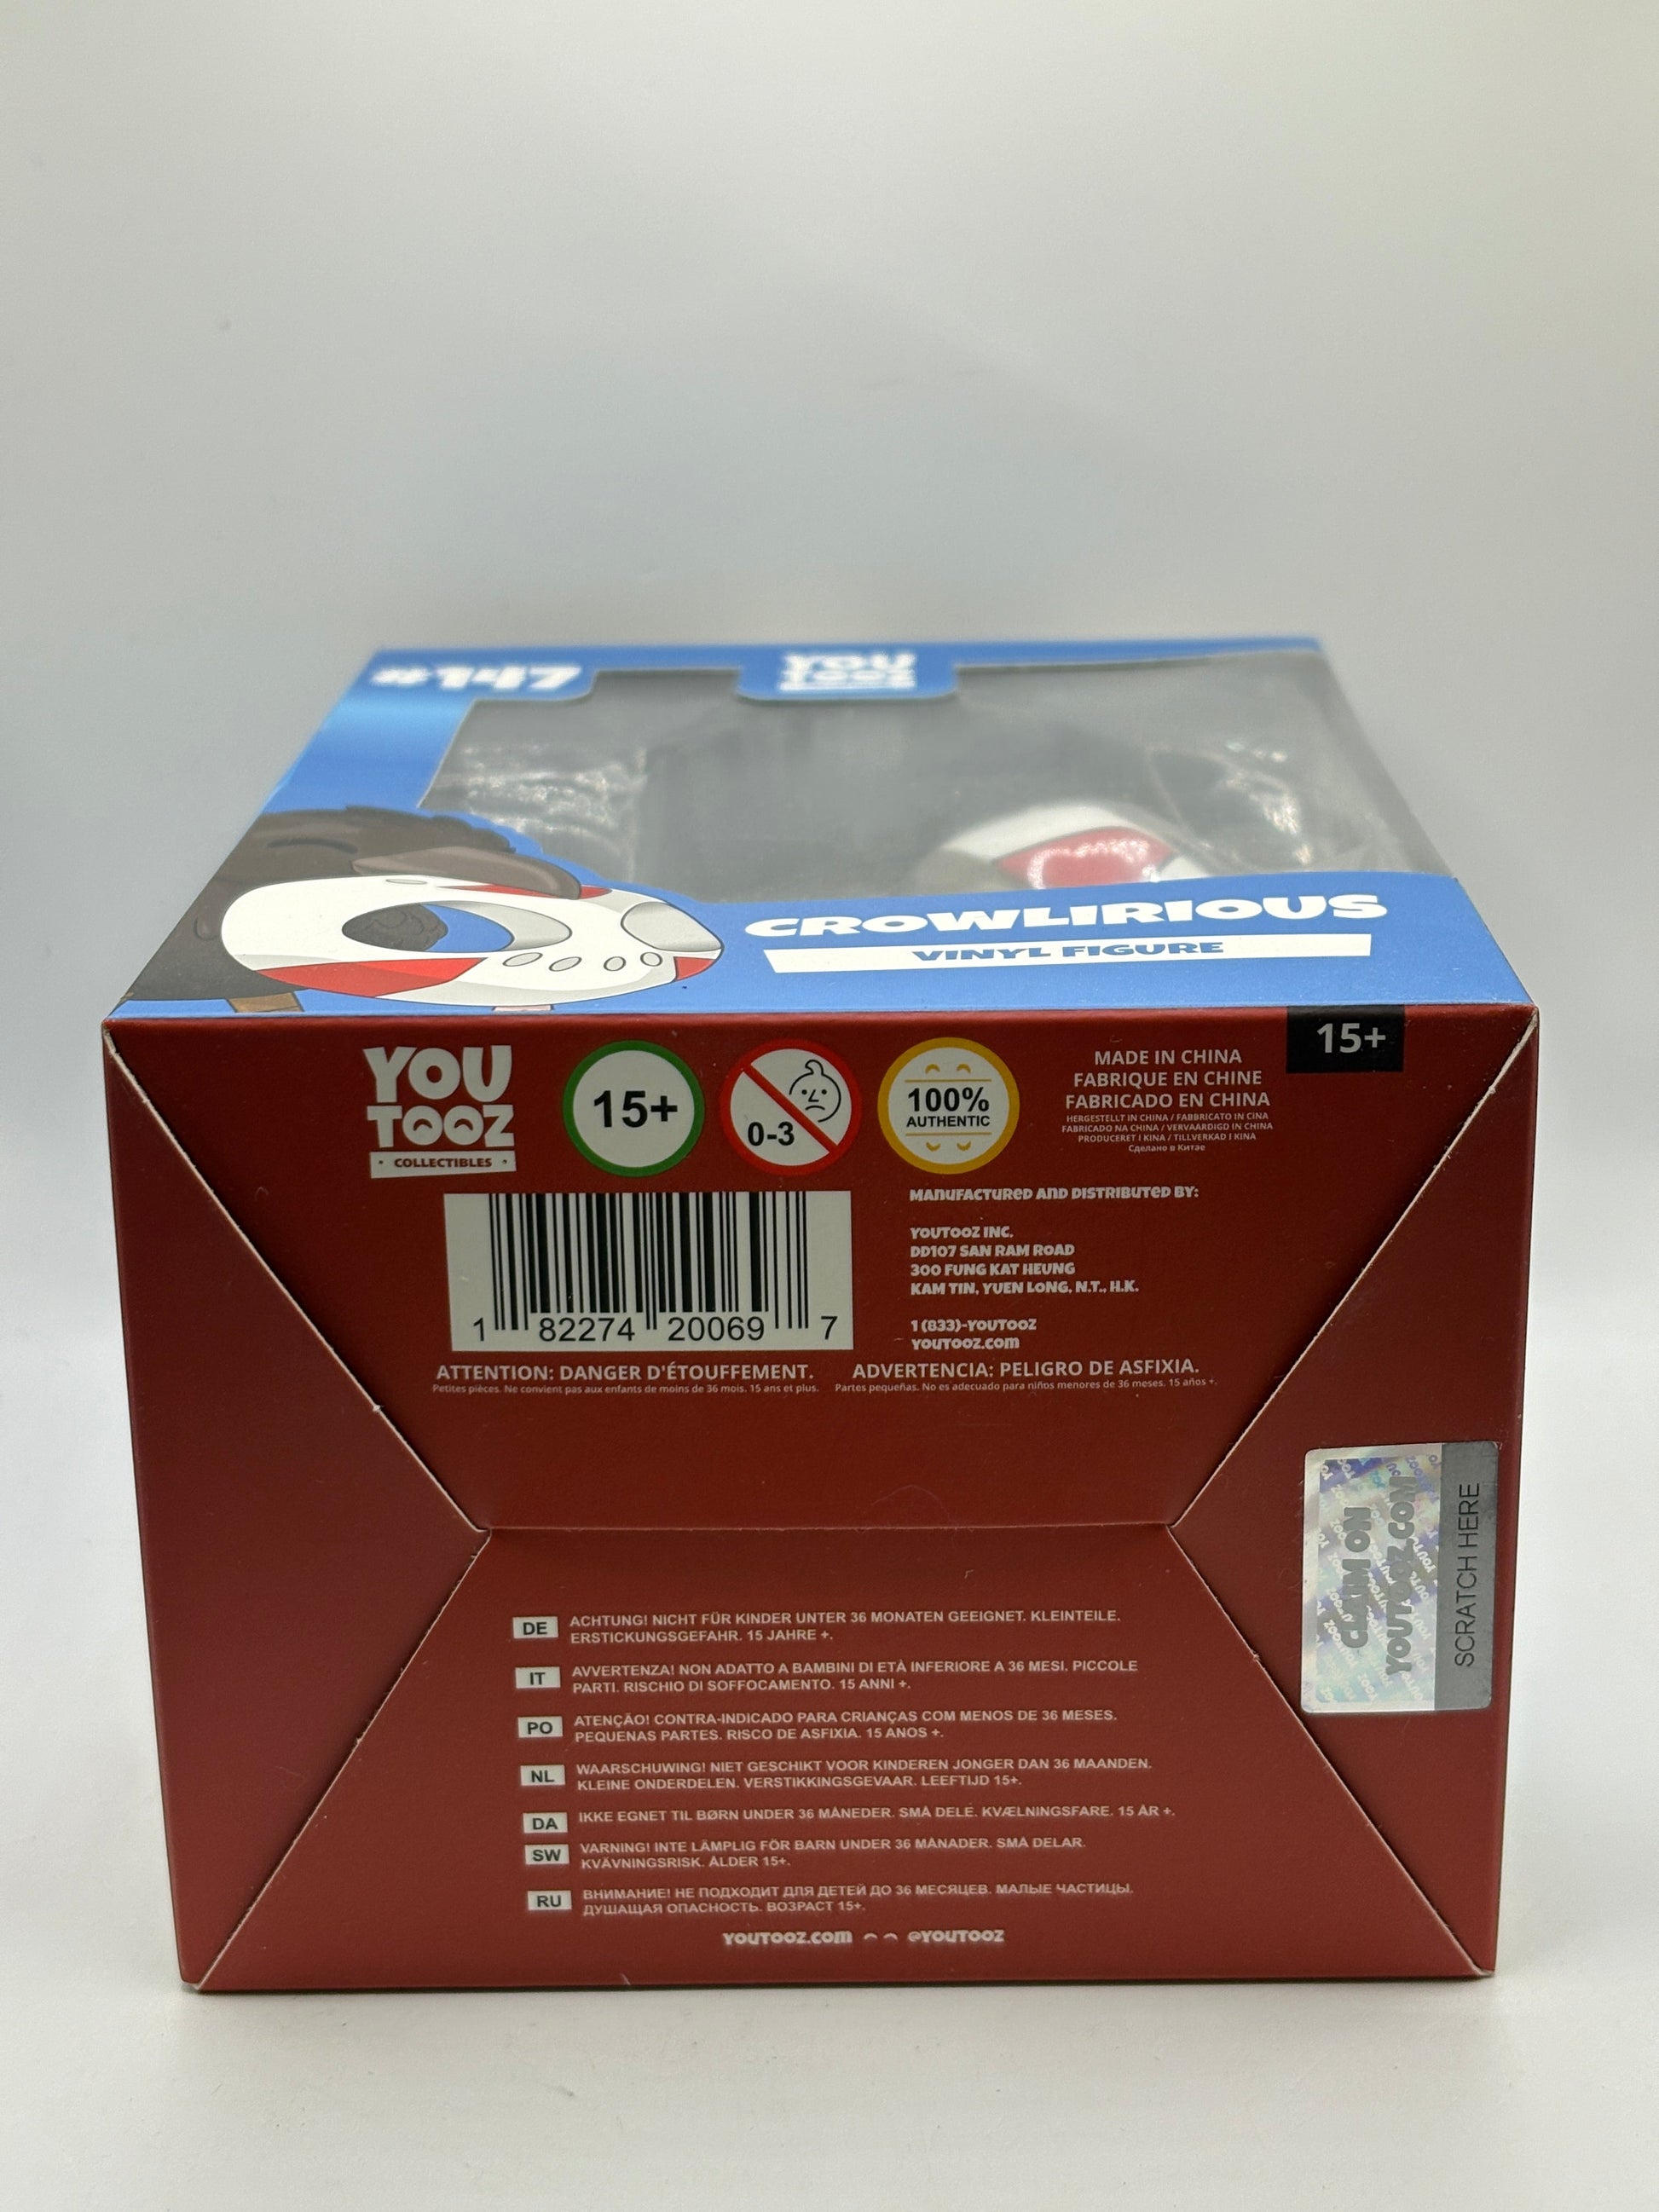 #247
YOU
TOOZ
CROWLIRIOUS
VINYL FIGURE
15+
YOU
TOOZ
COLLECTIBLES
15+
0-3
100%
AUTHENTIC
MADE IN CHINA
FABRIQUE EN CHINE
FABRICADO EN CHINA
HERGESTELLT IN CHINA / FABBRICATO IN CINA
FABRICADO NA CHINA / VERVAARDIGD IN CHINA
PRODUCERET I KINA / TILLVERKAD I KINA
Сделано в Китае
1 82274 20069 7
MANUFACTURED AND DISTRIBUTED BY:
YOUTOOZ INC.
DD107 SAN RAM ROAD
300 FUNG KAT HEUNG
KAM TIN, YUEN LONG, N.T., H.K.
1 (833)-YOUTOOZ
YOUTOOZ.COM
ATTENTION: DANGER D'ÉTOUFFEMENT.
Petites pièces. Ne convient pas aux enfants de moins de 36 mois. 15 ans et plus.
ADVERTENCIA: PELIGRO DE ASFIXIA.
Partes pequeñas. No es adecuado para niños menores de 36 meses. 15 años +.
CLAIM ON
YOUTOOZ.COM
SCRATCH HERE
DE ACHTUNG! NICHT FÜR KINDER UNTER 36 MONATEN GEEIGNET. KLEINTEILE.
ERSTICKUNGSGEFAHR. 15 JAHRE +.
IT AVVERTENZA! NON ADATTO A BAMBINI DI ETÀ INFERIORE A 36 MESI. PICCOLE
PARTI. RISCHIO DI SOFFOCAMENTO. 15 ANNI +.
PO ATENÇÃO! CONTRA-INDICADO PARA CRIANÇAS COM MENOS DE 36 MESES.
PEQUENAS PARTES. RISCO DE ASFIXIA. 15 ANOS +.
NL WAARSCHUWING! NIET GESCHIKT VOOR KINDEREN JONGER DAN 36 MAANDEN.
KLEINE ONDERDELEN. VERSTIKKINGSGEVAAR. LEEFTIJD 15+.
DA IKKE EGNET TIL BØRN UNDER 36 MÅNEDER. SMÅ DELE. KVÆLNINGSFARE. 15 ÅR +.
SW VARNING! INTE LÄMPLIG FÖR BARN UNDER 36 MÅNADER. SMÅ DELAR.
KVÄVNINGSRISK. ÅLDER 15+.
RU ВНИМАНИЕ! НЕ ПОДХОДИТ ДЛЯ ДЕТЕЙ ДО 36 МЕСЯЦЕВ. МАЛЫЕ ЧАСТИЦЫ.
ДУШАЩАЯ ОПАСНОСТЬ. ВОЗРАСТ 15+.
YOUTOOZ.COM @YOUTOOZ